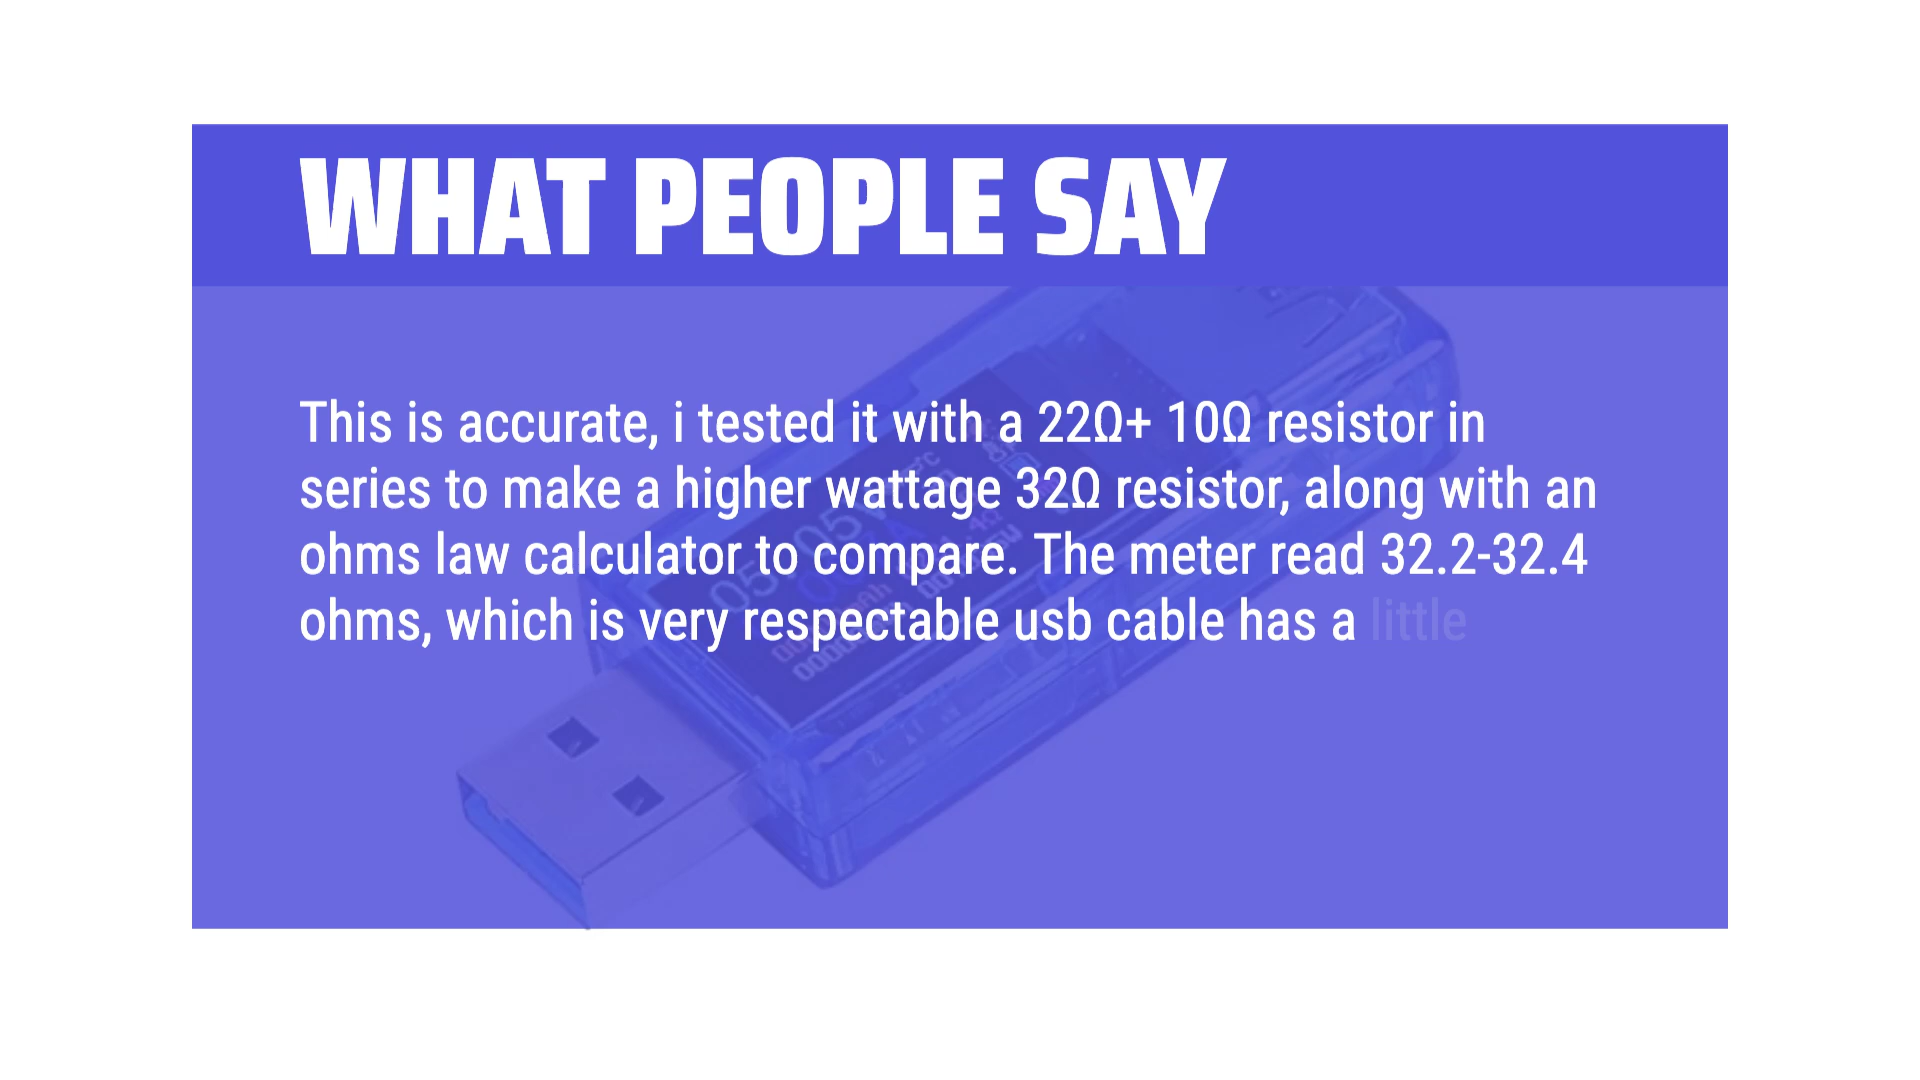 WHAT PEOPLE SAY
This is accurate, i tested it with a 22Ω+ 10Ω resistor in
series to make a higher wattage 32Ω resistor, along with an
ohms law calculator to compare. The meter read 32.2-32.4
ohms, which is very respectable usb cable has a little